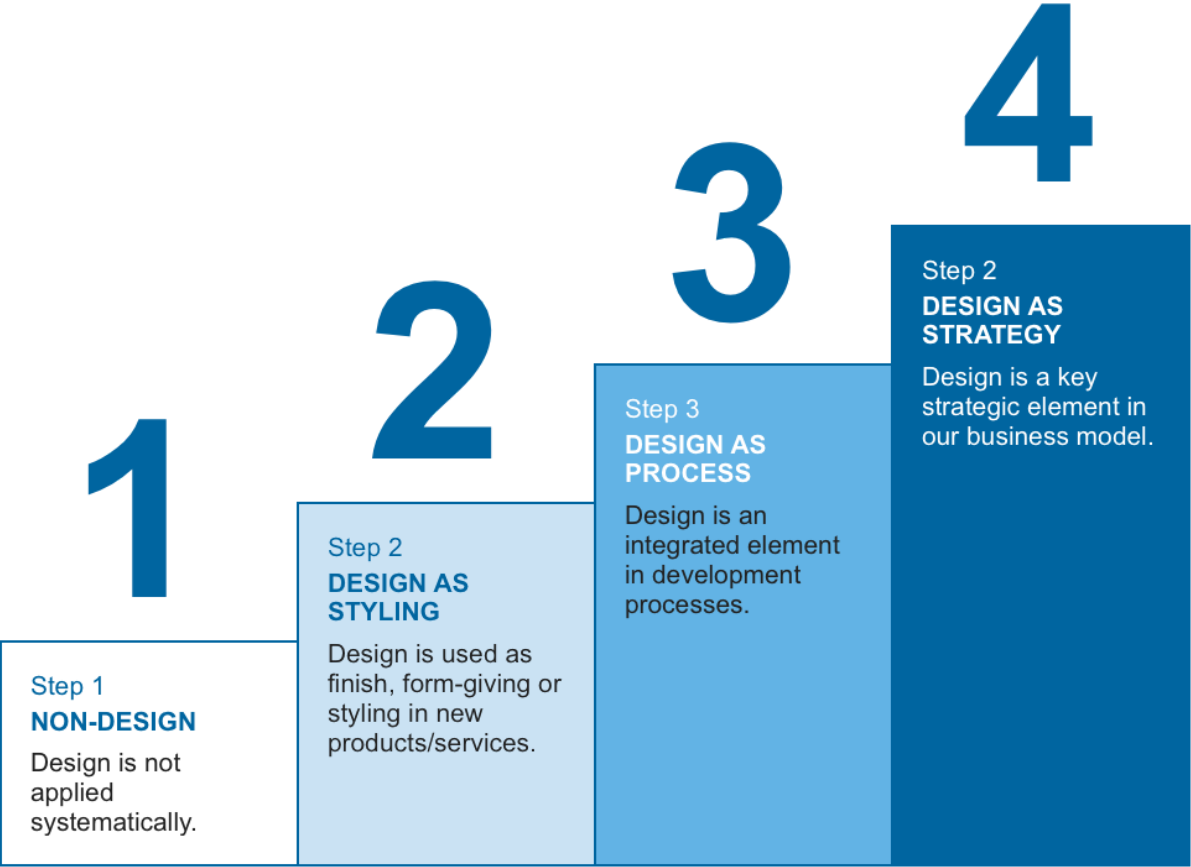 1
Step 1
NON-DESIGN
Design is not
applied
systematically.
2
Step 2
DESIGN AS
STYLING
Design is used as
finish, form-giving or
styling in new
products/services.
3
Step 3
DESIGN AS
PROCESS
Design is an
integrated element
in development
processes.
4
Step 2
DESIGN AS
STRATEGY
Design is a key
strategic element in
our business model.